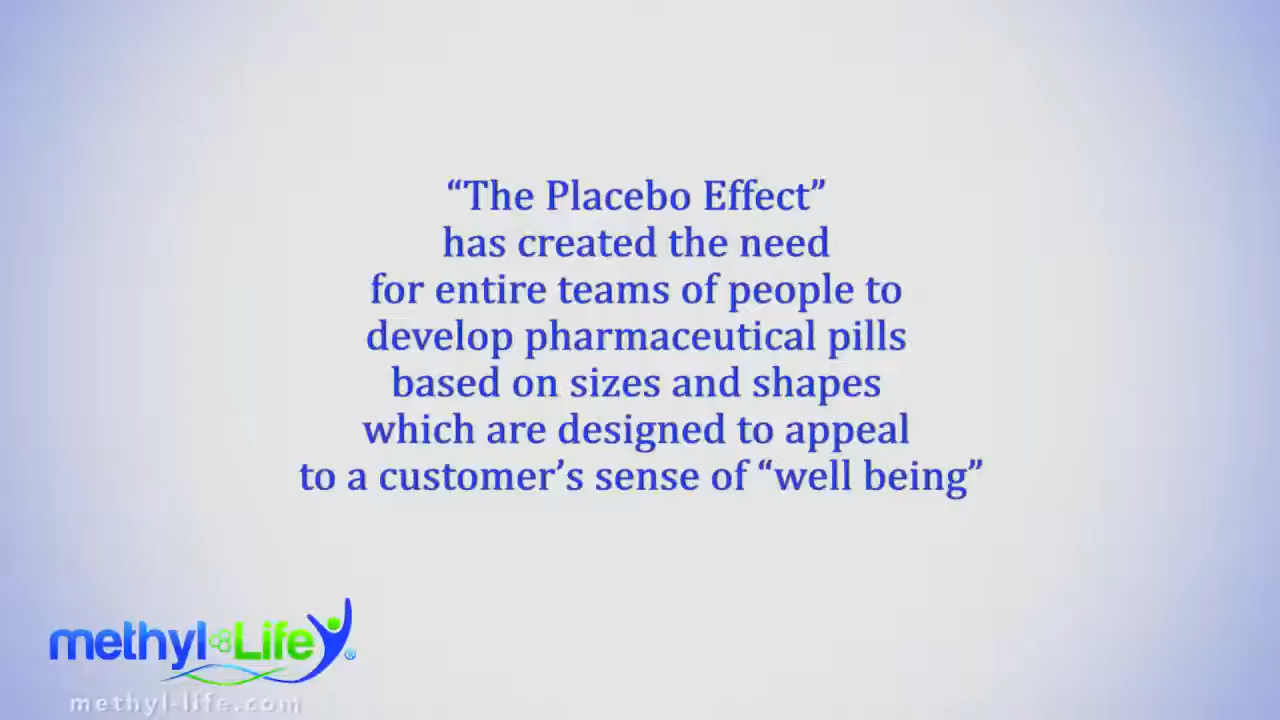 “The Placebo Effect”
has created the need
for entire teams of people to
develop pharmaceutical pills
based on sizes and shapes
which are designed to appeal
to a customer’s sense of “well being”
methyl Life®
methyl-life.com